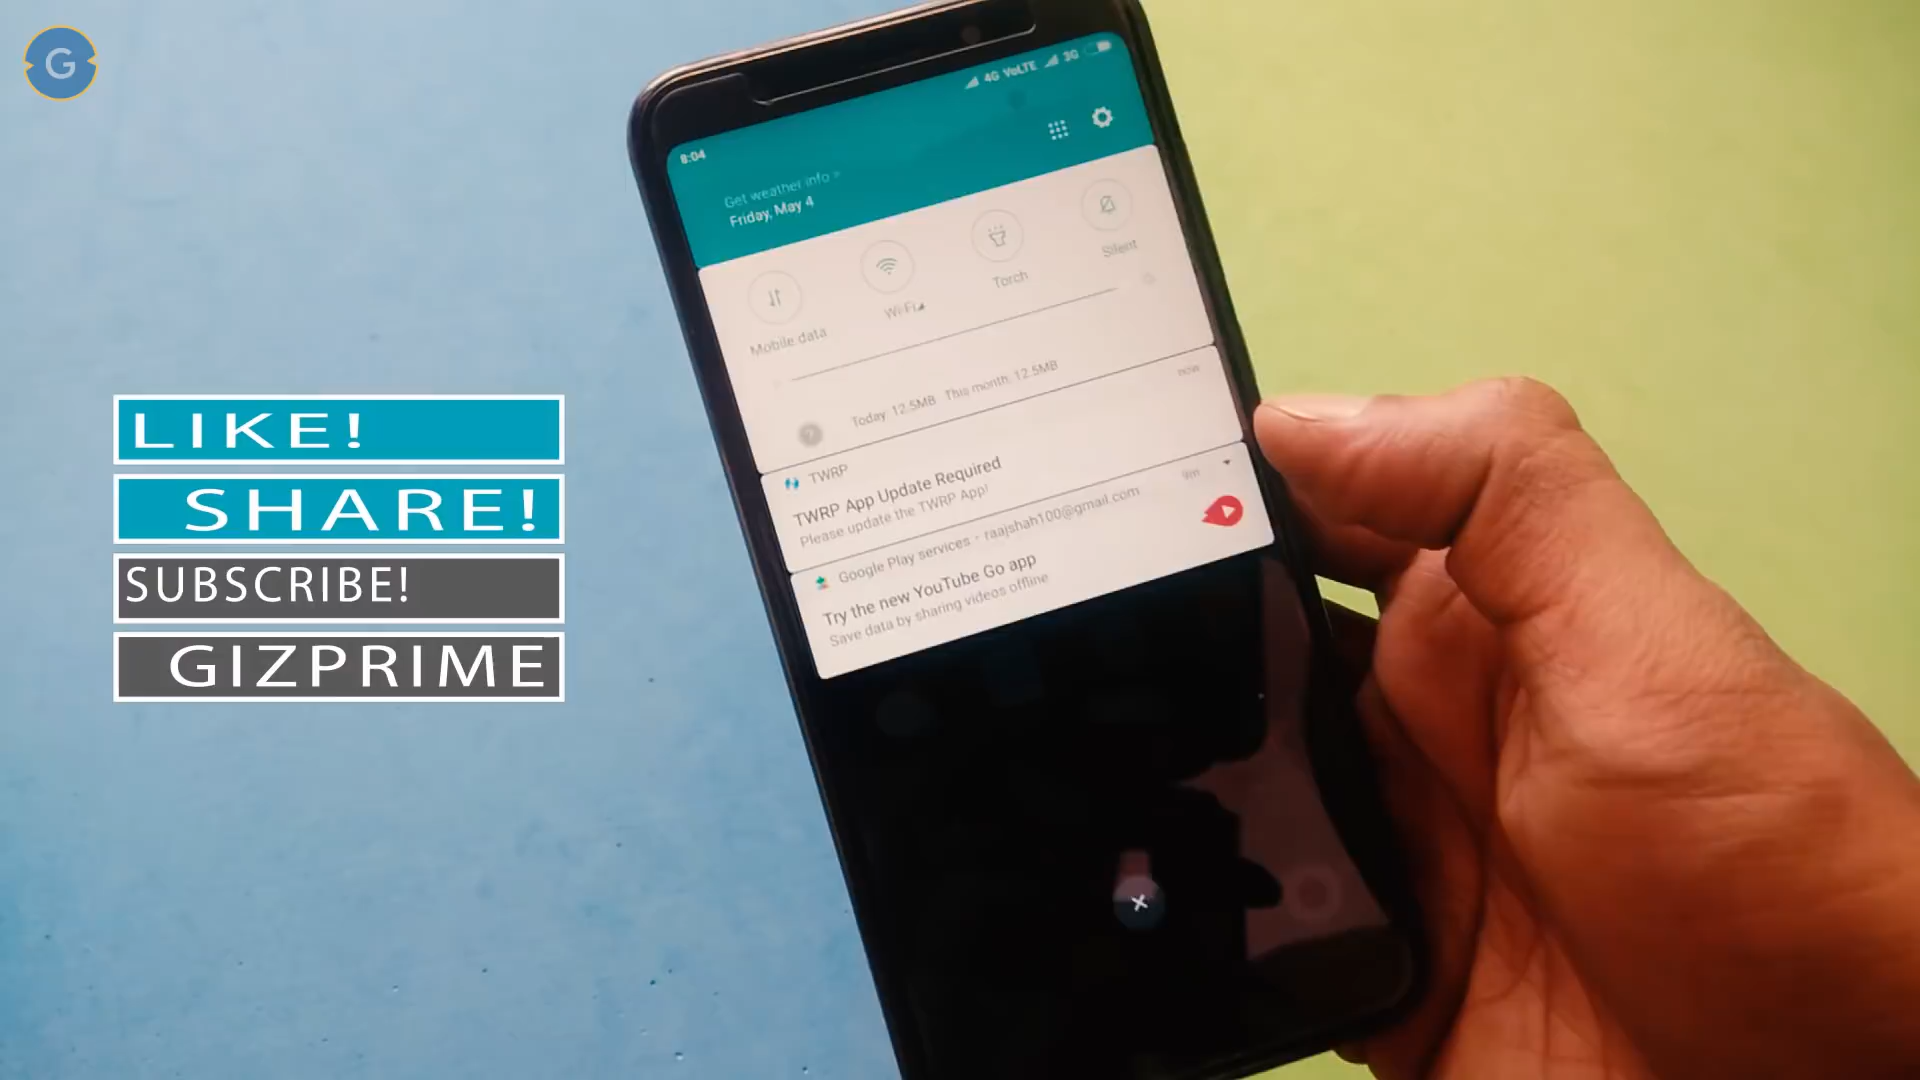 G
LIKE!
SHARE!
SUBSCRIBE!
GIZPRIME
4G VoLTE 3G
8:04
Get weather info >
Friday, May 4
Mobile data
Wi-Fi
Torch
Silent
Today: 12.5MB This month: 12.5MB
TWRP
now
TWRP App Update Required
Please update the TWRP App!
Google Play services • raajshah100@gmail.com
9m
Try the new YouTube Go app
Save data by sharing videos offline